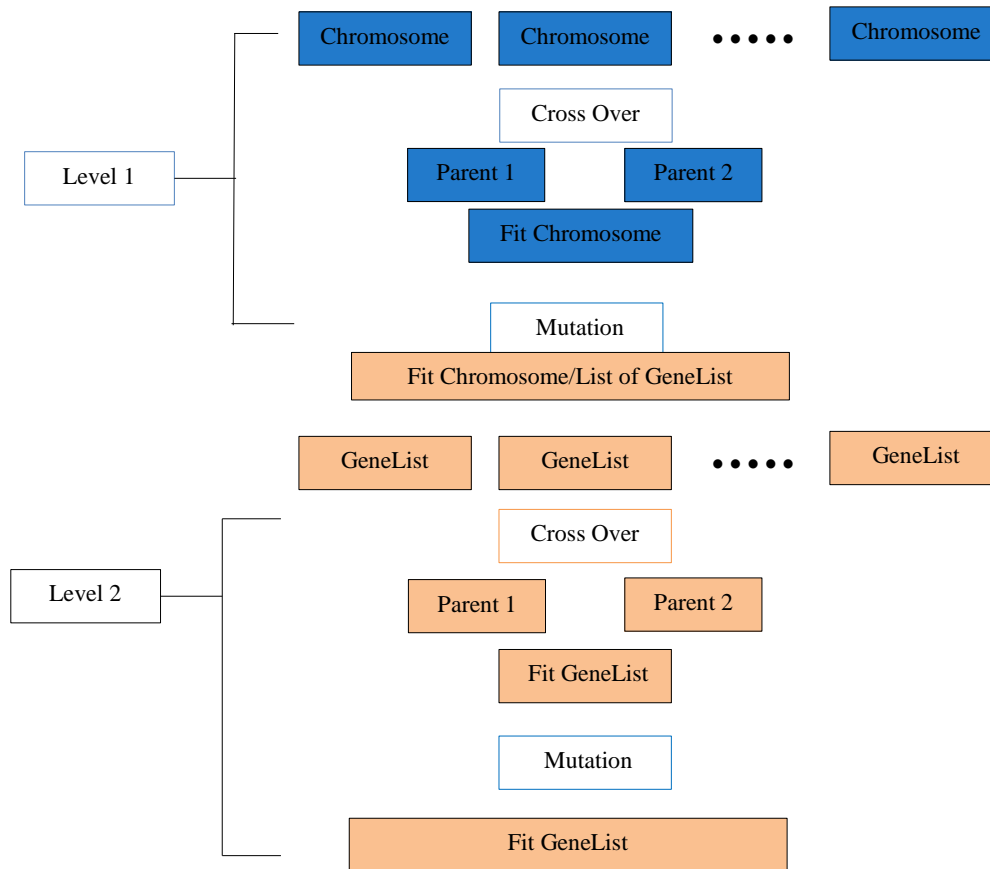 Chromosome Chromosome ••••• Chromosome
Cross Over
Level 1
Parent 1 Parent 2
Fit Chromosome
Mutation
Fit Chromosome/List of GeneList
GeneList GeneList ••••• GeneList
Cross Over
Level 2
Parent 1 Parent 2
Fit GeneList
Mutation
Fit GeneList